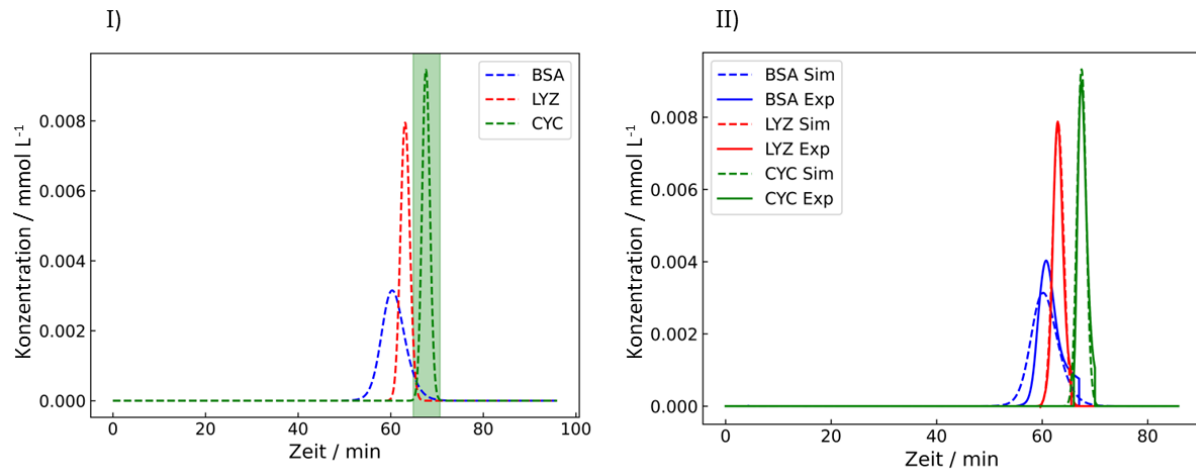 I)
II)
BSA
LYZ
CYC
Konzentration / mmol L⁻¹
0.008
0.006
0.004
0.002
0.000
0 20 40 60 80 100
Zeit / min
BSA Sim
BSA Exp
LYZ Sim
LYZ Exp
CYC Sim
CYC Exp
Konzentration / mmol L⁻¹
0.008
0.006
0.004
0.002
0.000
0 20 40 60 80
Zeit / min